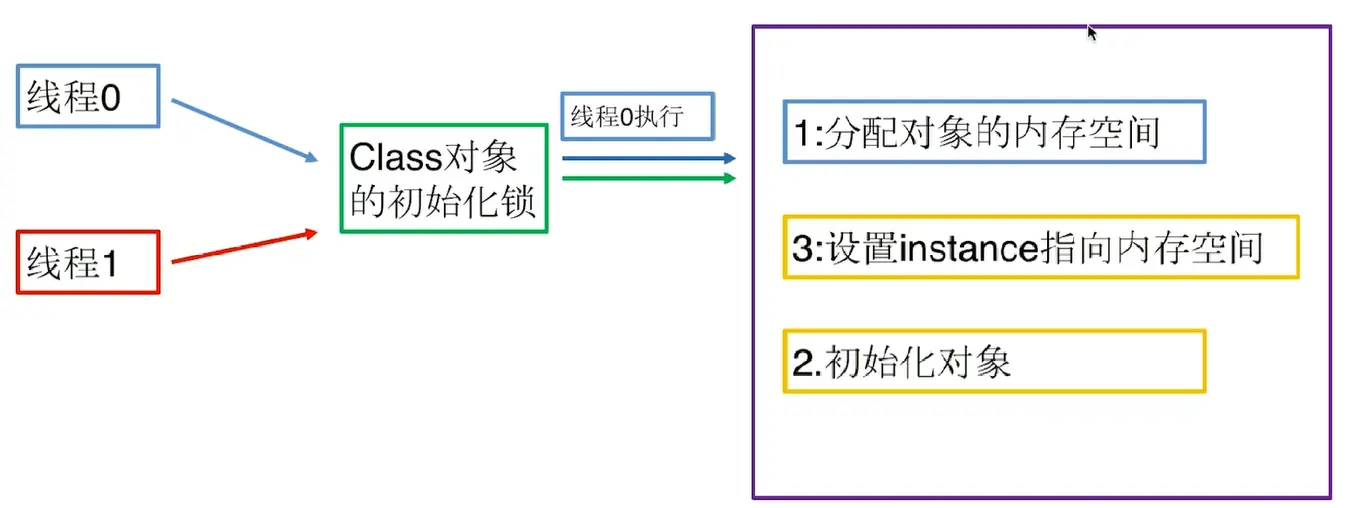 线程0
线程1
Class对象
的初始化锁
线程0执行
1:分配对象的内存空间
3:设置instance指向内存空间
2.初始化对象